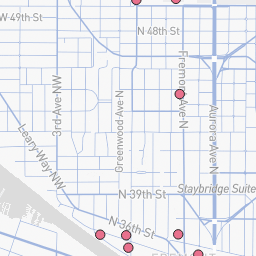 W 49th St
N 48th St
Fremont Ave N
3rd Ave NW
Greenwood Ave N
Aurora Ave N
Leary Way NW
N 39th St
Staybridge Suite
N 36th St